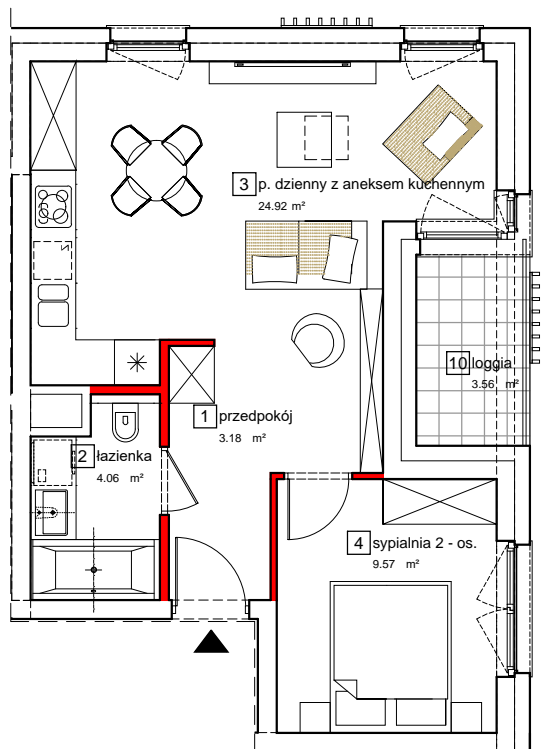 3 p. dzienny z aneksem kuchennym
24.92 m²
10 loggia
3.56 m²
1 przedpokój
3.18 m²
2 łazienka
4.06 m²
4 sypialnia 2 - os.
9.57 m²